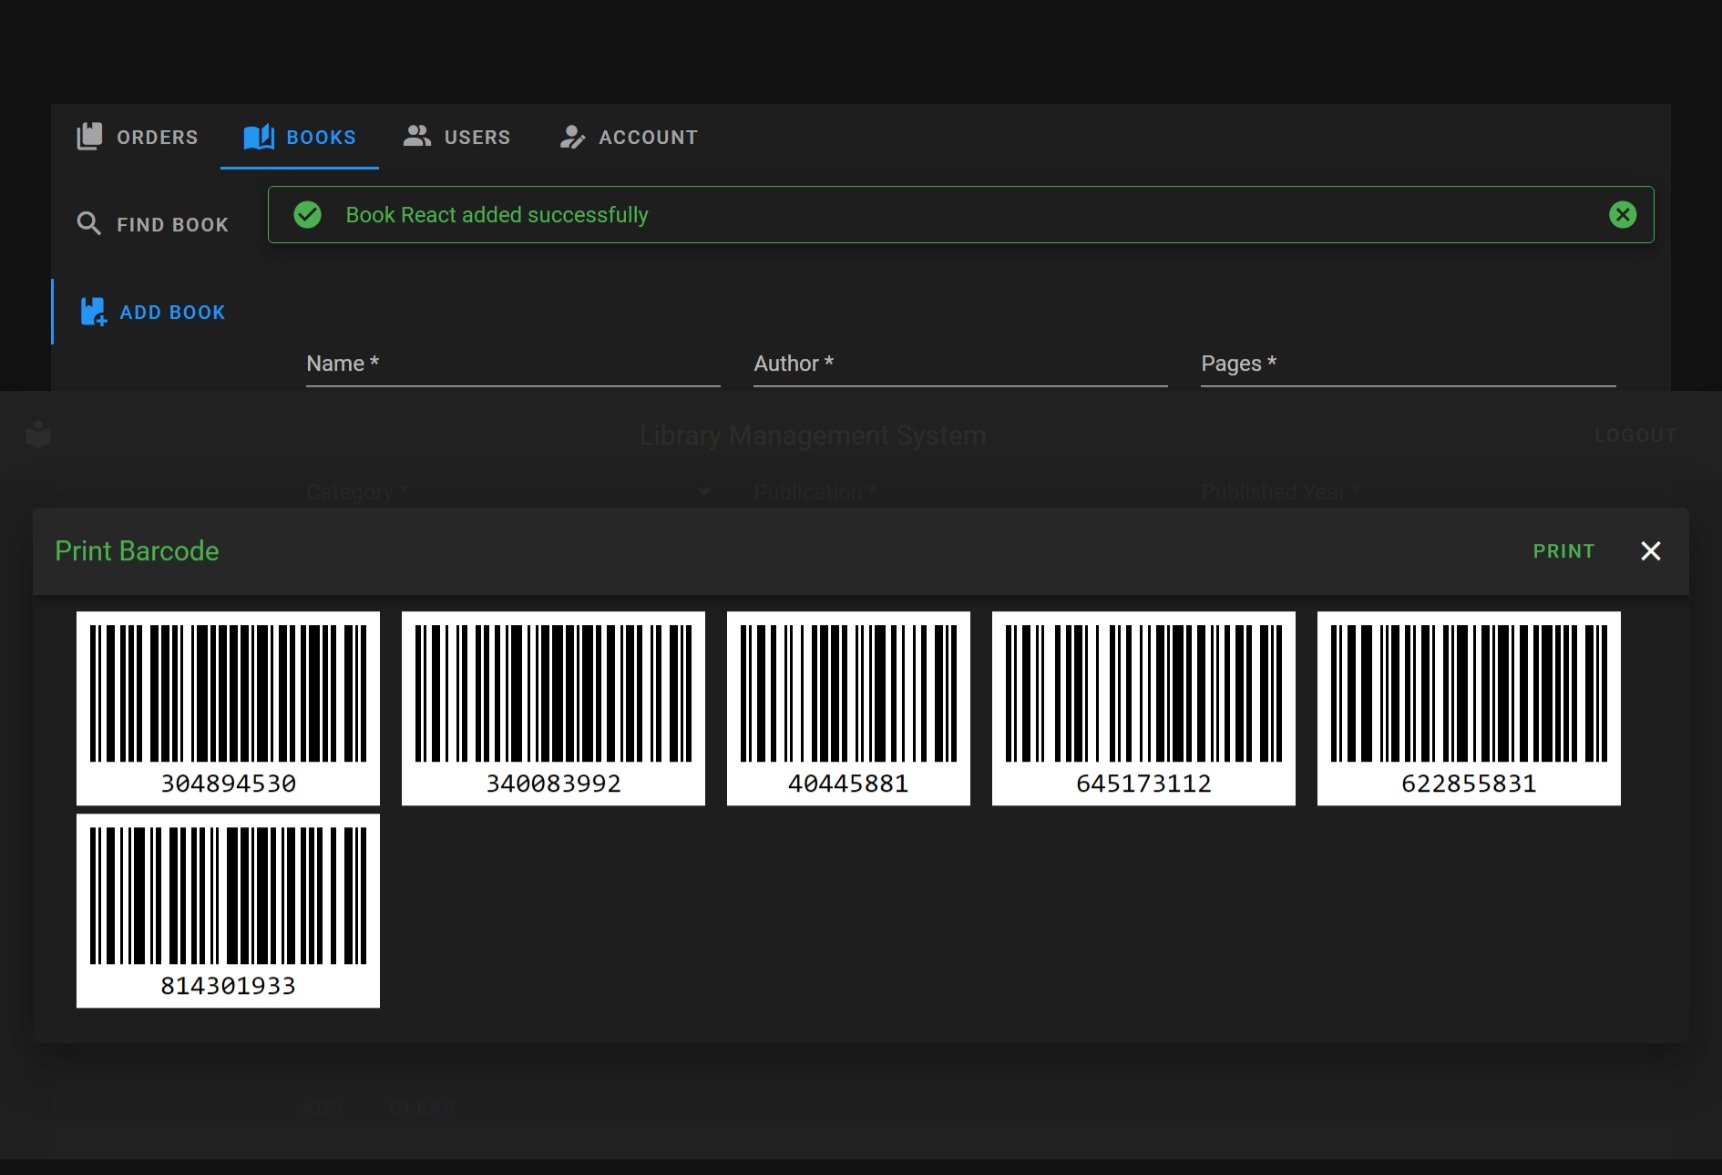 ORDERS BOOKS USERS ACCOUNT
FIND BOOK
Book React added successfully
ADD BOOK
Name * Author * Pages *
Library Management System LOGOUT
Category * Publication * Published Year *
Print Barcode PRINT
304894530 340083992 40445881 645173112 622855831
814301933
ADD CLEAR